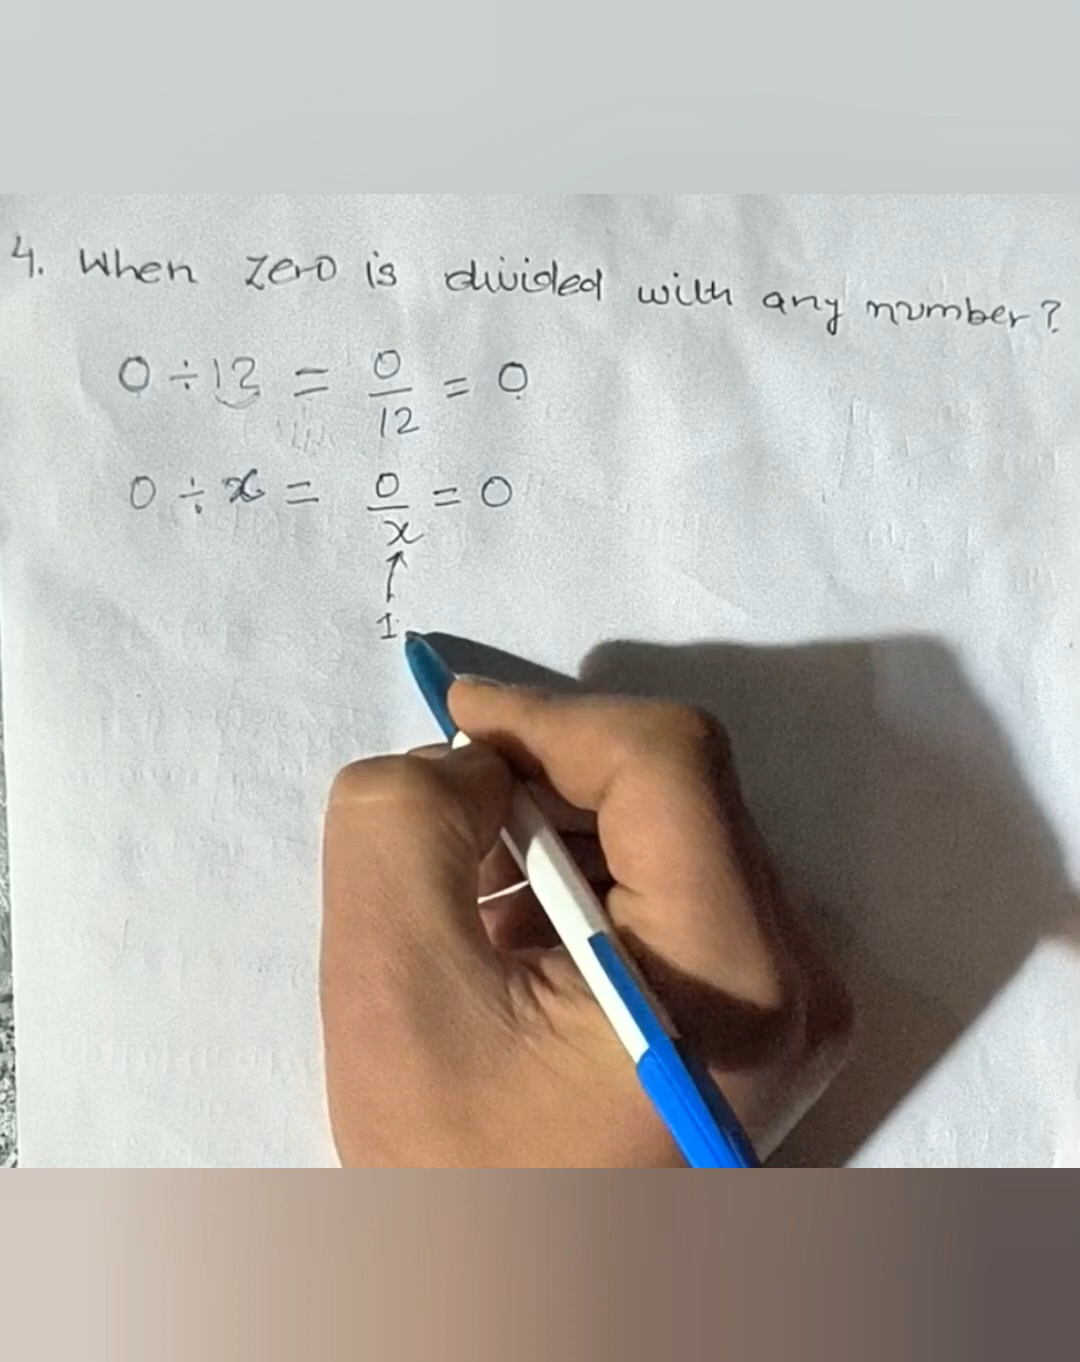 4. When zero is divided with any number?
0 ÷ 12 = 0/12 = 0
0 ÷ x = 0/x = 0
↑
1